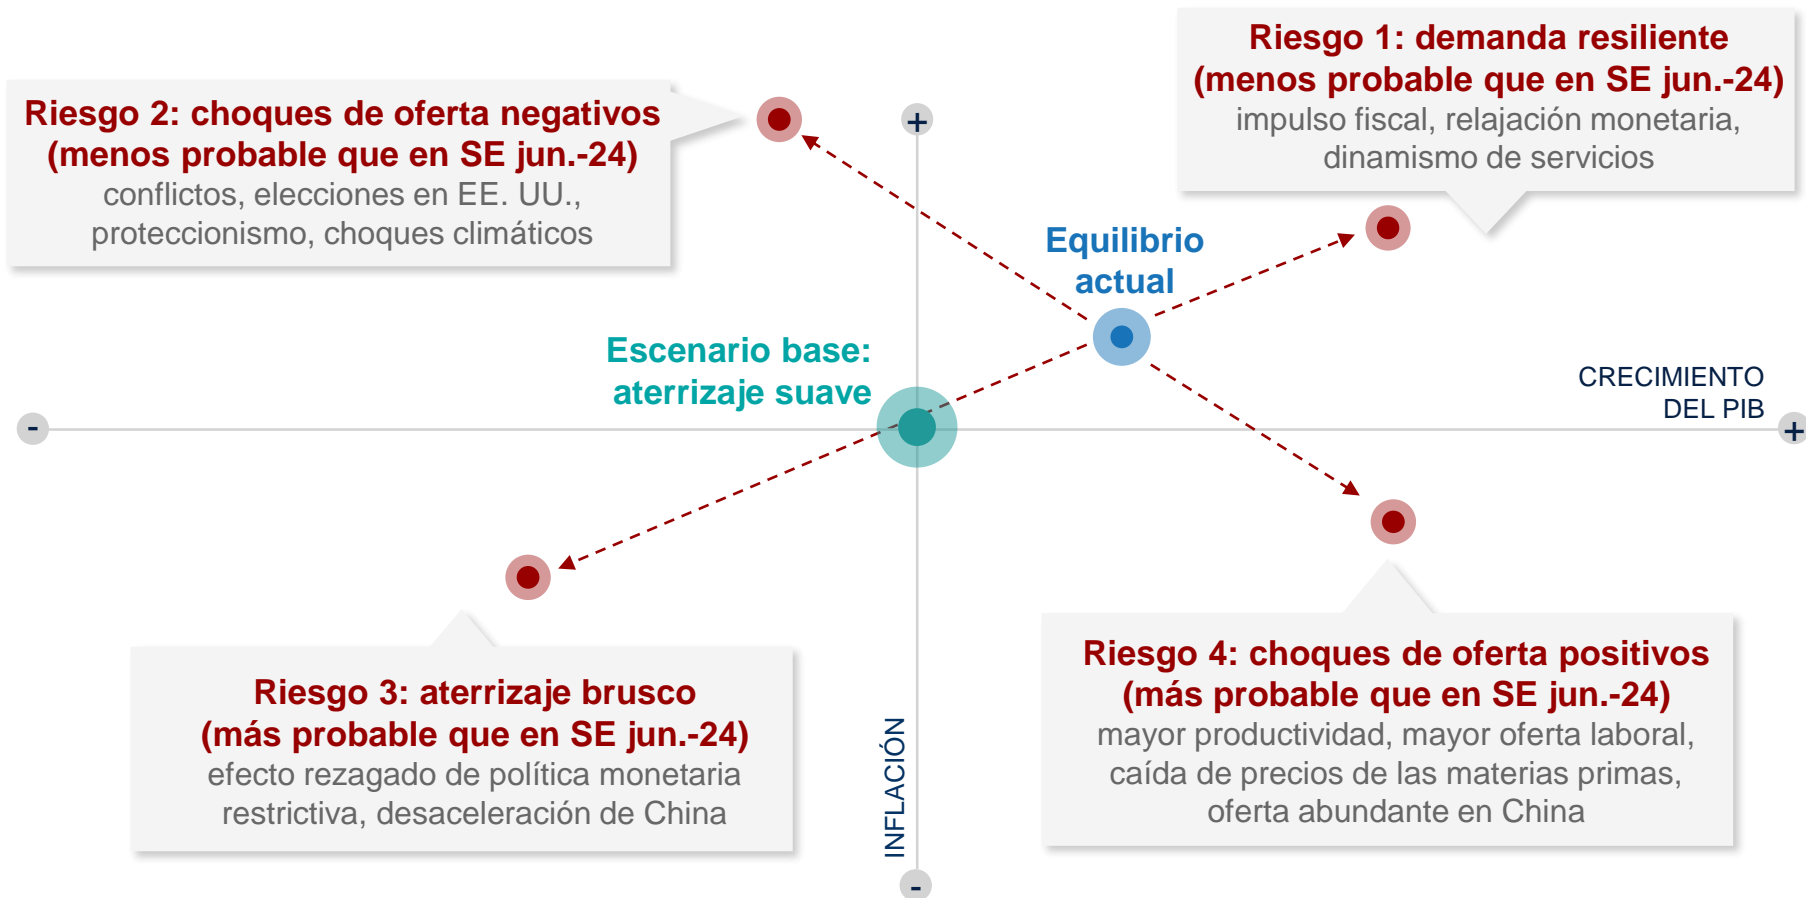 Riesgo 1: demanda resiliente
(menos probable que en SE jun.-24)
impulso fiscal, relajación monetaria,
dinamismo de servicios
Riesgo 2: choques de oferta negativos
(menos probable que en SE jun.-24)
conflictos, elecciones en EE. UU.,
proteccionismo, choques climáticos
+
Equilibrio
actual
Escenario base:
aterrizaje suave
CRECIMIENTO
DEL PIB
-
+
Riesgo 3: aterrizaje brusco
(más probable que en SE jun.-24)
efecto rezagado de política monetaria
restrictiva, desaceleración de China
INFLACIÓN
-
Riesgo 4: choques de oferta positivos
(más probable que en SE jun.-24)
mayor productividad, mayor oferta laboral,
caída de precios de las materias primas,
oferta abundante en China